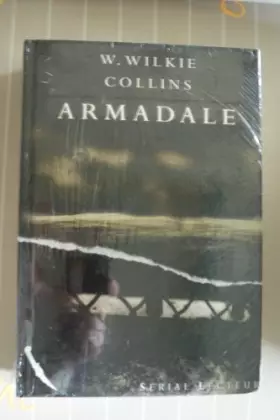 W. WILKIE
COLLINS
ARMADALE
SERIAL LECTEUR